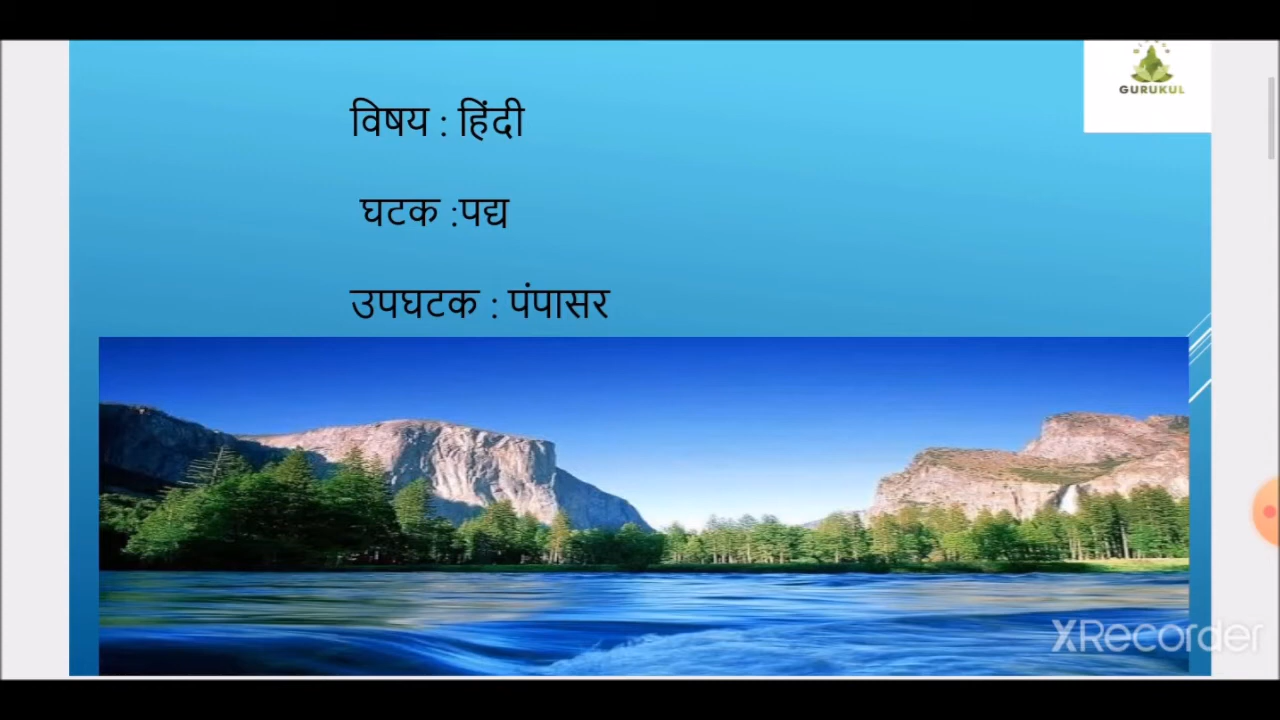 GURUKUL
विषय : हिंदी
घटक :पद्य
उपघटक : पंपासर
XRecorder